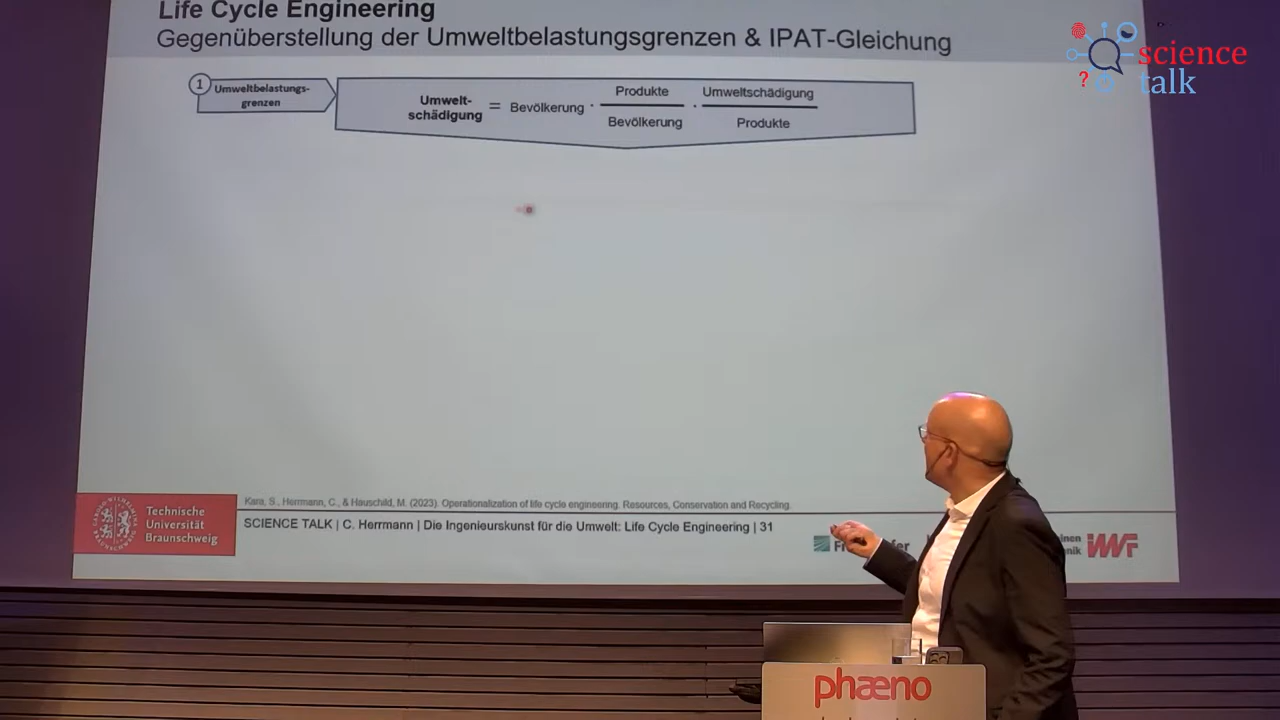 Life Cycle Engineering
Gegenüberstellung der Umweltbelastungsgrenzen & IPAT-Gleichung
science
talk
?
1
Umweltbelastungs-
grenzen
Umwelt-
schädigung
= Bevölkerung · Produkte / Bevölkerung · Umweltschädigung / Produkte
Kara, S., Herrmann, C., & Hauschild, M. (2023). Operationalization of life cycle engineering. Resources, Conservation and Recycling.
SCIENCE TALK | C. Herrmann | Die Ingenieurskunst für die Umwelt: Life Cycle Engineering | 31
Technische
Universität
Braunschweig
IWF
phæno